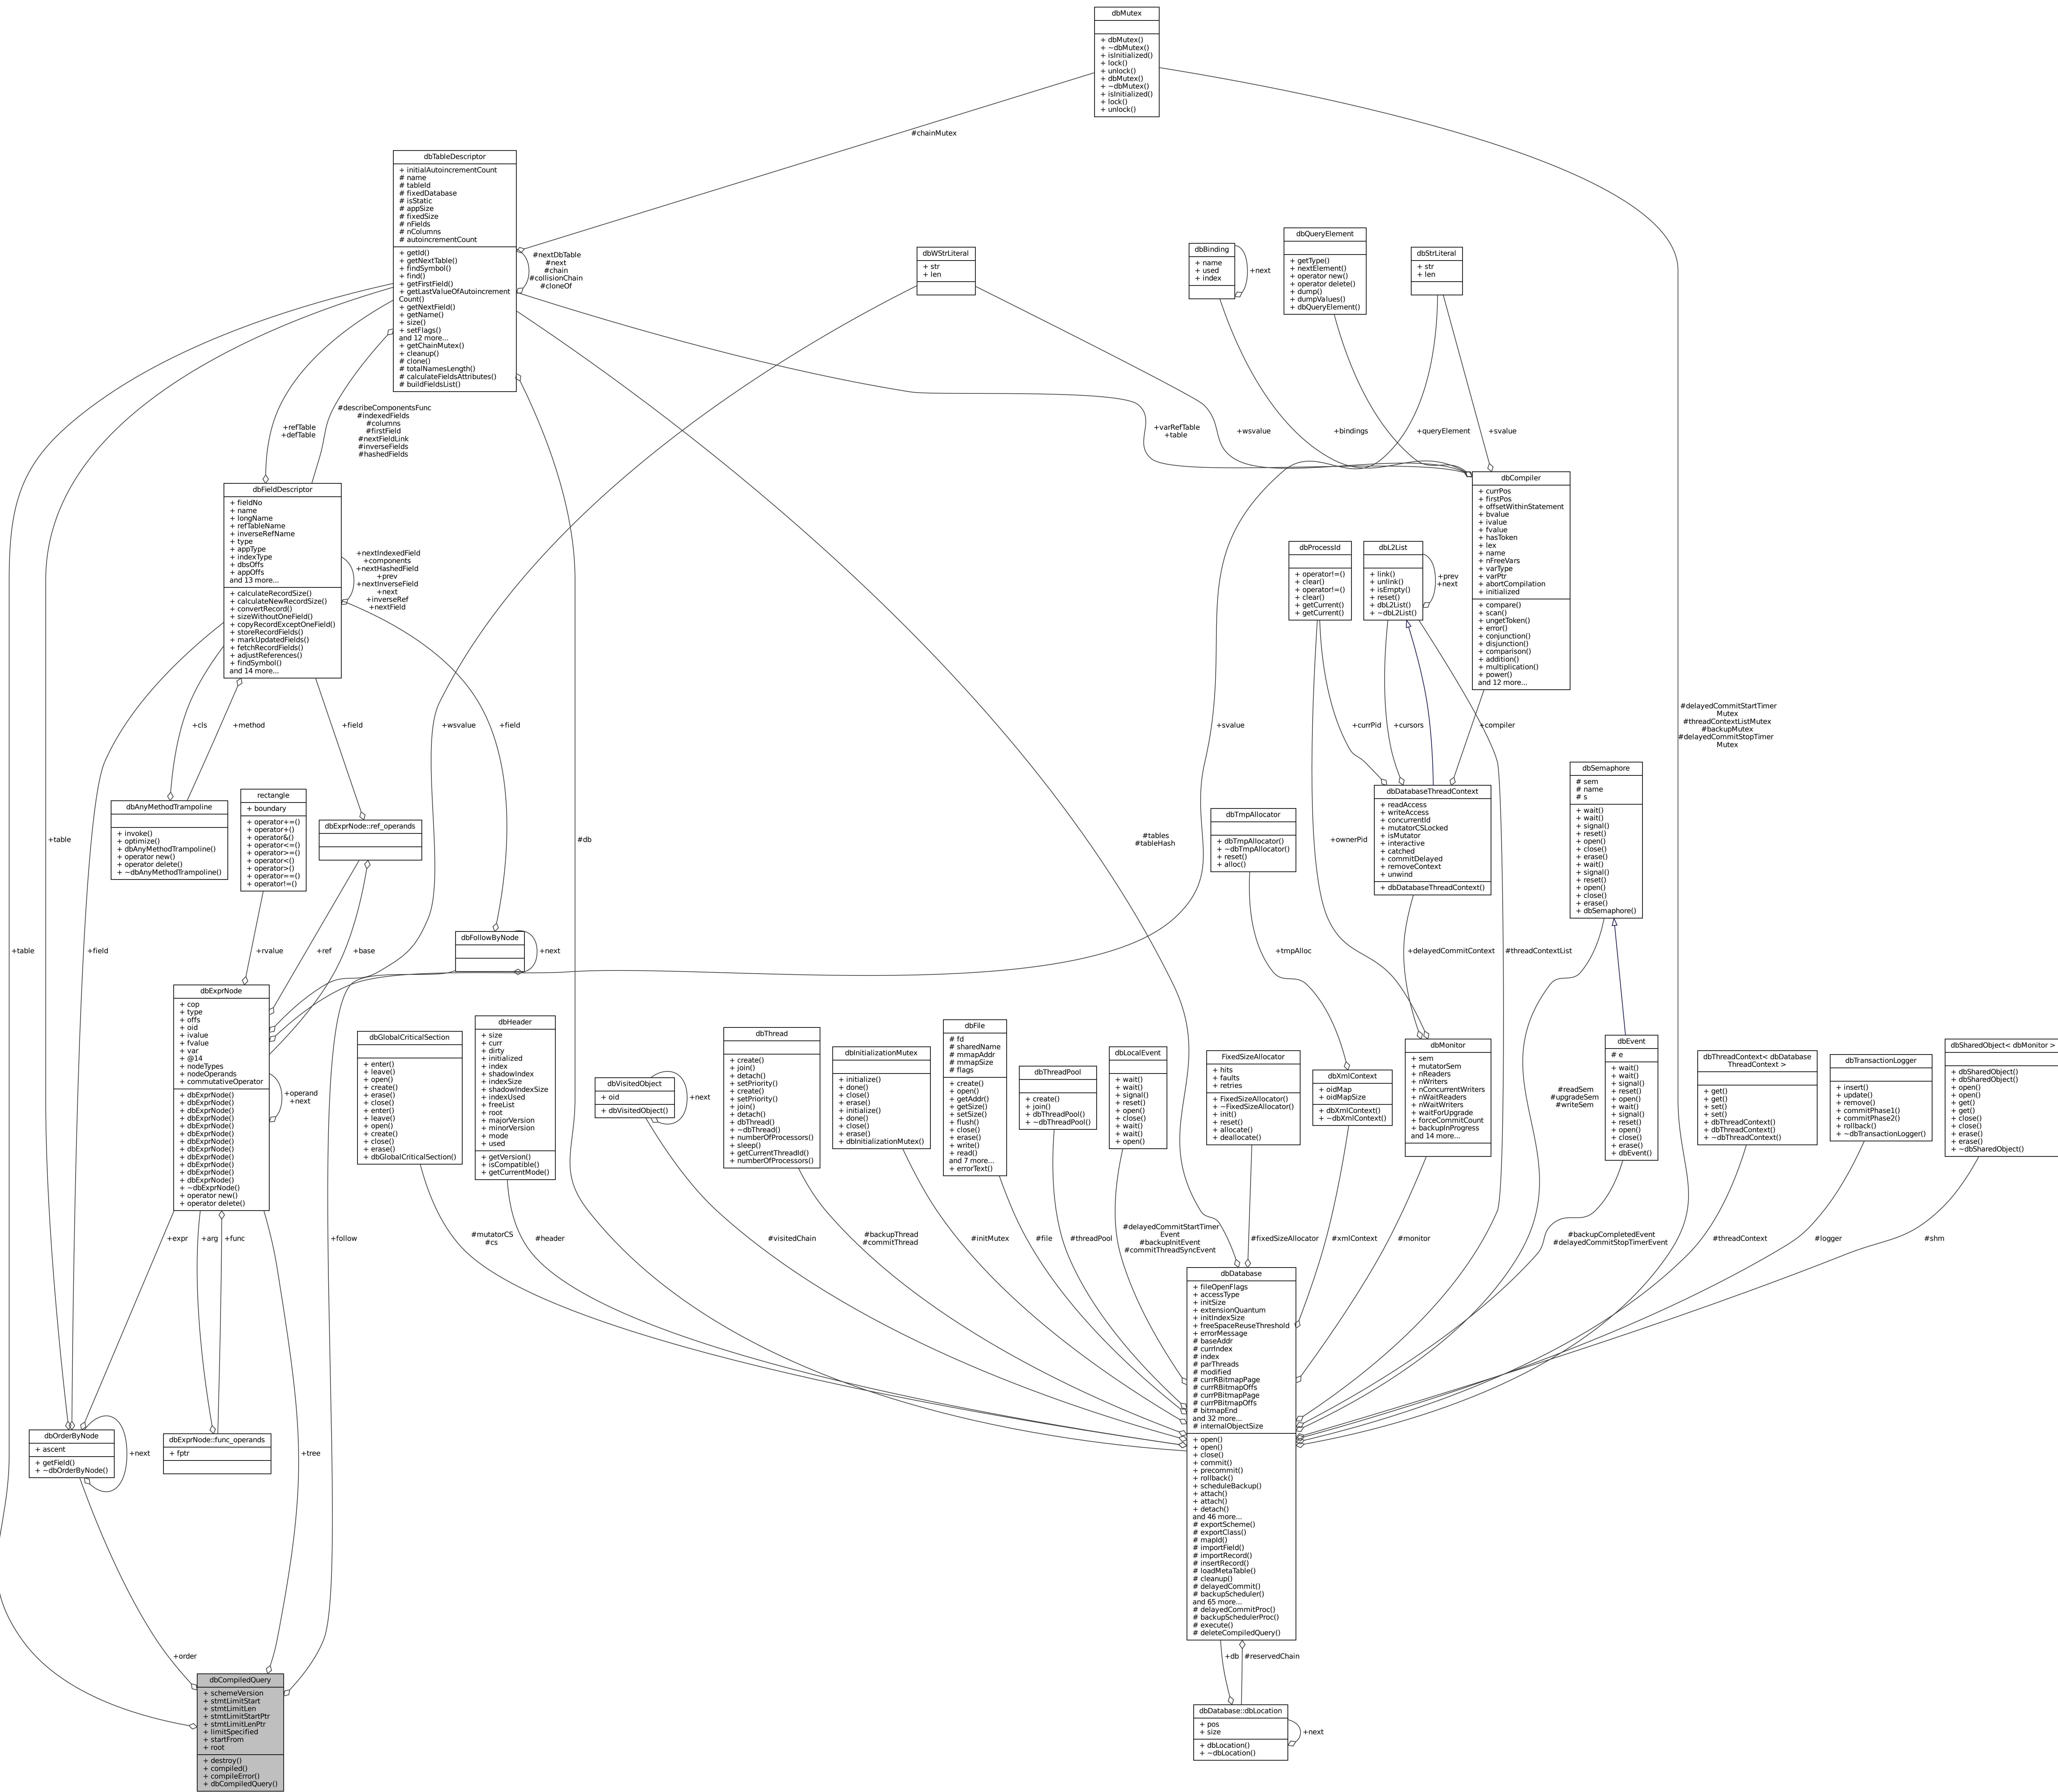 dbMutex
+ dbMutex()
+ ~dbMutex()
+ isInitialized()
+ lock()
+ unlock()
+ dbMutex()
+ ~dbMutex()
+ isInitialized()
+ lock()
+ unlock()
#chainMutex
dbTableDescriptor
+ initialAutoincrementCount
# name
# tableId
# fixedDatabase
# isStatic
# appSize
# fixedSize
# nFields
# nColumns
# autoincrementCount
+ getId()
+ getNextTable()
+ findSymbol()
+ find()
+ getFirstField()
+ getLastValueOfAutoincrement
Count()
+ getNextField()
+ getName()
+ size()
+ setFlags()
and 12 more...
+ getChainMutex()
+ cleanup()
# clone()
# totalNamesLength()
# calculateFieldsAttributes()
# buildFieldsList()
#nextDbTable
#next
#chain
#collisionChain
#cloneOf
dbWStrLiteral
+ str
+ len
dbBinding
+ name
+ used
+ index
+next
dbQueryElement
+ getType()
+ nextElement()
+ operator new()
+ operator delete()
+ dump()
+ dumpValues()
+ dbQueryElement()
dbStrLiteral
+ str
+ len
+refTable
+defTable
#describeComponentsFunc
#indexedFields
#columns
#firstField
#nextFieldLink
#inverseFields
#hashedFields
+varRefTable
+table
+wsvalue
+bindings
+queryElement
+svalue
dbFieldDescriptor
+ fieldNo
+ name
+ longName
+ refTableName
+ inverseRefName
+ type
+ appType
+ indexType
+ dbsOffs
+ appOffs
and 13 more...
+ calculateRecordSize()
+ calculateNewRecordSize()
+ convertRecord()
+ sizeWithoutOneField()
+ copyRecordExceptOneField()
+ storeRecordFields()
+ markUpdatedFields()
+ fetchRecordFields()
+ adjustReferences()
+ findSymbol()
and 14 more...
+nextIndexedField
+components
+nextHashedField
+prev
+nextInverseField
+next
+inverseRef
+nextField
dbCompiler
+ currPos
+ firstPos
+ offsetWithinStatement
+ bvalue
+ ivalue
+ fvalue
+ hasToken
+ lex
+ name
+ nFreeVars
+ varType
+ varPtr
+ abortCompilation
+ initialized
+ compare()
+ scan()
+ ungetToken()
+ error()
+ conjunction()
+ disjunction()
+ comparison()
+ addition()
+ multiplication()
+ power()
and 12 more...
dbProcessId
+ operator!=()
+ clear()
+ operator!=()
+ clear()
+ getCurrent()
+ getCurrent()
dbL2List
+ link()
+ unlink()
+ isEmpty()
+ reset()
+ dbL2List()
+ ~dbL2List()
+prev
+next
+cls
+method
+field
+wsvalue
+field
+svalue
+currPid
+cursors
+compiler
#delayedCommitStartTimer
Mutex
#threadContextListMutex
#backupMutex
#delayedCommitStopTimer
Mutex
dbAnyMethodTrampoline
+ invoke()
+ optimize()
+ dbAnyMethodTrampoline()
+ operator new()
+ operator delete()
+ ~dbAnyMethodTrampoline()
rectangle
+ boundary
+ operator+=()
+ operator+()
+ operator&()
+ operator<=()
+ operator>=()
+ operator<()
+ operator>()
+ operator==()
+ operator!=()
dbExprNode::ref_operands
dbTmpAllocator
+ dbTmpAllocator()
+ ~dbTmpAllocator()
+ reset()
+ alloc()
dbDatabaseThreadContext
+ readAccess
+ writeAccess
+ concurrentId
+ mutatorCSLocked
+ isMutator
+ interactive
+ catched
+ commitDelayed
+ removeContext
+ unwind
+ dbDatabaseThreadContext()
dbSemaphore
# sem
# name
# s
+ wait()
+ wait()
+ signal()
+ reset()
+ open()
+ close()
+ erase()
+ wait()
+ signal()
+ reset()
+ open()
+ close()
+ erase()
+ dbSemaphore()
+table
#db
#tables
#tableHash
+ownerPid
+table
+field
+rvalue
+ref
+base
dbFollowByNode
+next
+tmpAlloc
+delayedCommitContext
#threadContextList
dbExprNode
+ cop
+ type
+ offs
+ oid
+ ivalue
+ fvalue
+ var
+ @14
+ nodeTypes
+ nodeOperands
+ commutativeOperator
+ dbExprNode()
+ dbExprNode()
+ dbExprNode()
+ dbExprNode()
+ dbExprNode()
+ dbExprNode()
+ dbExprNode()
+ dbExprNode()
+ dbExprNode()
+ dbExprNode()
+ dbExprNode()
+ dbExprNode()
+ ~dbExprNode()
+ operator new()
+ operator delete()
+operand
+next
dbGlobalCriticalSection
+ enter()
+ leave()
+ open()
+ create()
+ erase()
+ close()
+ enter()
+ leave()
+ open()
+ create()
+ close()
+ erase()
+ dbGlobalCriticalSection()
dbHeader
+ size
+ curr
+ dirty
+ initialized
+ index
+ shadowIndex
+ indexSize
+ shadowIndexSize
+ indexUsed
+ freeList
+ root
+ majorVersion
+ minorVersion
+ mode
+ used
+ getVersion()
+ isCompatible()
+ getCurrentMode()
dbVisitedObject
+ oid
+ dbVisitedObject()
+next
dbThread
+ create()
+ join()
+ detach()
+ setPriority()
+ create()
+ setPriority()
+ join()
+ detach()
+ dbThread()
+ ~dbThread()
+ numberOfProcessors()
+ sleep()
+ getCurrentThreadId()
+ numberOfProcessors()
dbInitializationMutex
+ initialize()
+ done()
+ close()
+ erase()
+ initialize()
+ done()
+ close()
+ erase()
+ dbInitializationMutex()
dbFile
# fd
# sharedName
# mmapAddr
# mmapSize
# flags
+ create()
+ open()
+ getAddr()
+ getSize()
+ setSize()
+ flush()
+ close()
+ erase()
+ write()
+ read()
and 7 more...
+ errorText()
dbThreadPool
+ create()
+ join()
+ dbThreadPool()
+ ~dbThreadPool()
dbLocalEvent
+ wait()
+ wait()
+ signal()
+ reset()
+ open()
+ close()
+ wait()
+ wait()
+ open()
FixedSizeAllocator
+ hits
+ faults
+ retries
+ FixedSizeAllocator()
+ ~FixedSizeAllocator()
+ init()
+ reset()
+ allocate()
+ deallocate()
dbXmlContext
+ oidMap
+ oidMapSize
+ dbXmlContext()
+ ~dbXmlContext()
dbMonitor
+ sem
+ mutatorSem
+ nReaders
+ nWriters
+ nConcurrentWriters
+ nWaitReaders
+ nWaitWriters
+ waitForUpgrade
+ forceCommitCount
+ backupInProgress
and 14 more...
#readSem
#upgradeSem
#writeSem
dbEvent
# e
+ wait()
+ wait()
+ signal()
+ reset()
+ open()
+ wait()
+ signal()
+ reset()
+ open()
+ close()
+ erase()
+ dbEvent()
dbThreadContext< dbDatabase
ThreadContext >
+ get()
+ get()
+ set()
+ set()
+ dbThreadContext()
+ dbThreadContext()
+ ~dbThreadContext()
dbTransactionLogger
+ insert()
+ update()
+ remove()
+ commitPhase1()
+ commitPhase2()
+ rollback()
+ ~dbTransactionLogger()
dbSharedObject< dbMonitor >
+ dbSharedObject()
+ dbSharedObject()
+ open()
+ open()
+ get()
+ get()
+ close()
+ close()
+ erase()
+ erase()
+ ~dbSharedObject()
+expr
+arg
+func
+follow
#mutatorCS
#cs
#header
#visitedChain
#backupThread
#commitThread
#initMutex
#file
#threadPool
#delayedCommitStartTimer
Event
#backupInitEvent
#commitThreadSyncEvent
#fixedSizeAllocator
#xmlContext
#monitor
#backupCompletedEvent
#delayedCommitStopTimerEvent
#threadContext
#logger
#shm
dbDatabase
+ fileOpenFlags
+ accessType
+ initSize
+ extensionQuantum
+ initIndexSize
+ freeSpaceReuseThreshold
+ errorMessage
# baseAddr
# currIndex
# index
# parThreads
# modified
# currRBitmapPage
# currRBitmapOffs
# currPBitmapPage
# currPBitmapOffs
# bitmapEnd
and 32 more...
# internalObjectSize
+ open()
+ open()
+ close()
+ commit()
+ precommit()
+ rollback()
+ scheduleBackup()
+ attach()
+ attach()
+ detach()
and 46 more...
# exportScheme()
# exportClass()
# mapId()
# importField()
# importRecord()
# insertRecord()
# loadMetaTable()
# cleanup()
# delayedCommit()
# backupScheduler()
and 65 more...
# delayedCommitProc()
# backupSchedulerProc()
# execute()
# deleteCompiledQuery()
dbOrderByNode
+ ascent
+ getField()
+ ~dbOrderByNode()
+next
dbExprNode::func_operands
+ fptr
+tree
+order
+db
#reservedChain
dbCompiledQuery
+ schemeVersion
+ stmtLimitStart
+ stmtLimitLen
+ stmtLimitStartPtr
+ stmtLimitLenPtr
+ limitSpecified
+ startFrom
+ root
+ destroy()
+ compiled()
+ compileError()
+ dbCompiledQuery()
dbDatabase::dbLocation
+ pos
+ size
+ dbLocation()
+ ~dbLocation()
+next